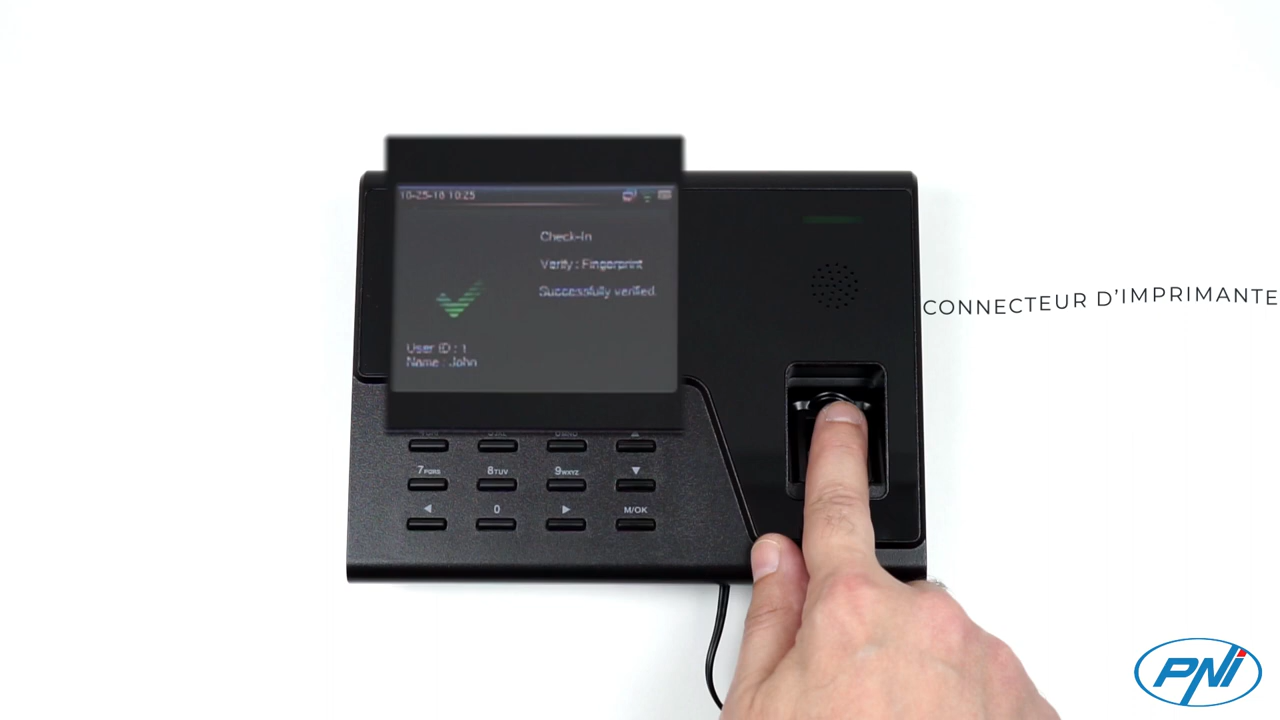 10-25-18 10:25
Check-In
Verify : Fingerprint
Successfully verified.
User ID : 1
Name : John
CONNECTEUR D'IMPRIMANTE
7PQRS 8TUV 9WXYZ
0 M/OK
PNI